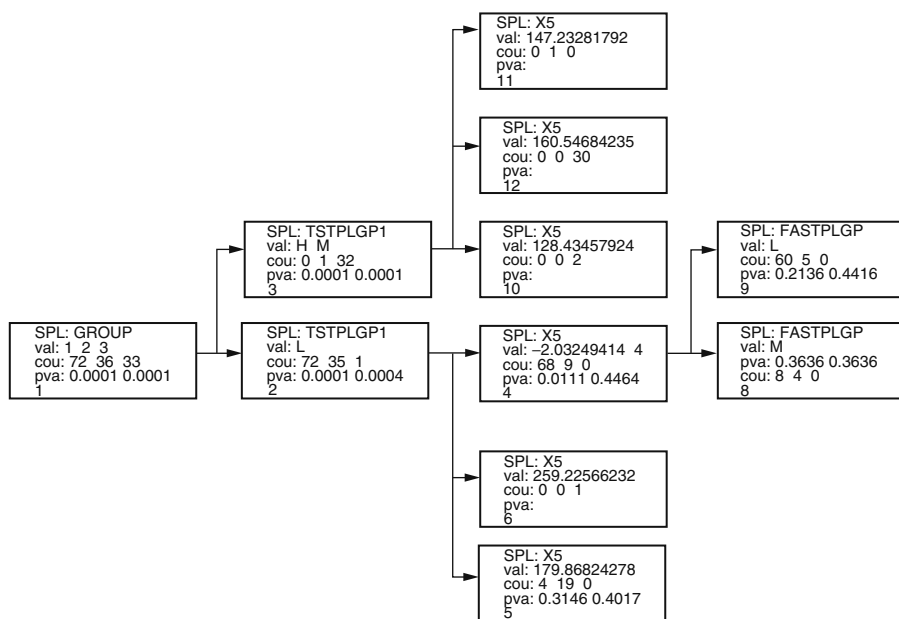 SPL: X5
val: 147.23281792
cou: 0 1 0
pva:
11
SPL: X5
val: 160.54684235
cou: 0 0 30
pva:
12
SPL: TSTPLGP1
val: H M
cou: 0 1 32
pva: 0.0001 0.0001
3
SPL: X5
val: 128.43457924
cou: 0 0 2
pva:
10
SPL: FASTPLGP
val: L
cou: 60 5 0
pva: 0.2136 0.4416
9
SPL: GROUP
val: 1 2 3
cou: 72 36 33
pva: 0.0001 0.0001
1
SPL: TSTPLGP1
val: L
cou: 72 35 1
pva: 0.0001 0.0004
2
SPL: X5
val: −2.03249414 4
cou: 68 9 0
pva: 0.0111 0.4464
4
SPL: FASTPLGP
val: M
pva: 0.3636 0.3636
cou: 8 4 0
8
SPL: X5
val: 259.22566232
cou: 0 0 1
pva:
6
SPL: X5
val: 179.86824278
cou: 4 19 0
pva: 0.3146 0.4017
5